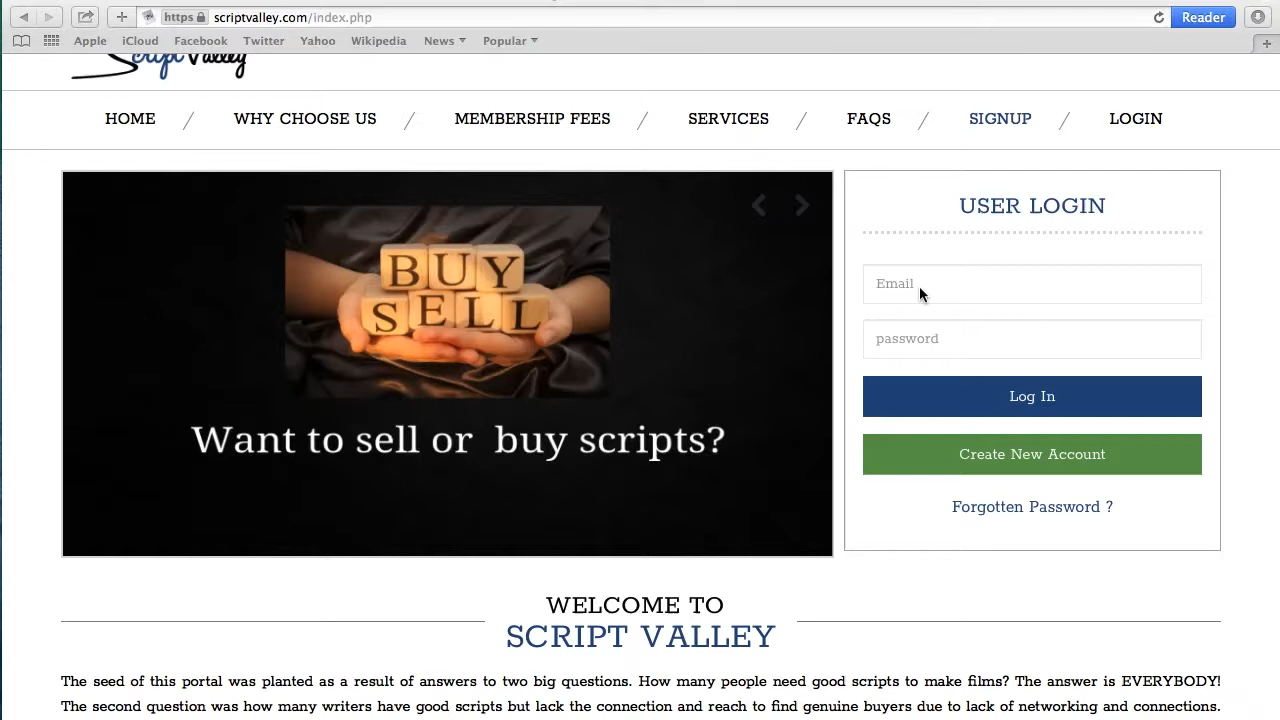 https scriptvalley.com/index.php Reader
Apple iCloud Facebook Twitter Yahoo Wikipedia News Popular
Script Valley
HOME / WHY CHOOSE US / MEMBERSHIP FEES / SERVICES / FAQS / SIGNUP / LOGIN
BUY
SELL
Want to sell or buy scripts?
USER LOGIN
Email
password
Log In
Create New Account
Forgotten Password ?
WELCOME TO
SCRIPT VALLEY
The seed of this portal was planted as a result of answers to two big questions. How many people need good scripts to make films? The answer is EVERYBODY!
The second question was how many writers have good scripts but lack the connection and reach to find genuine buyers due to lack of networking and connections.